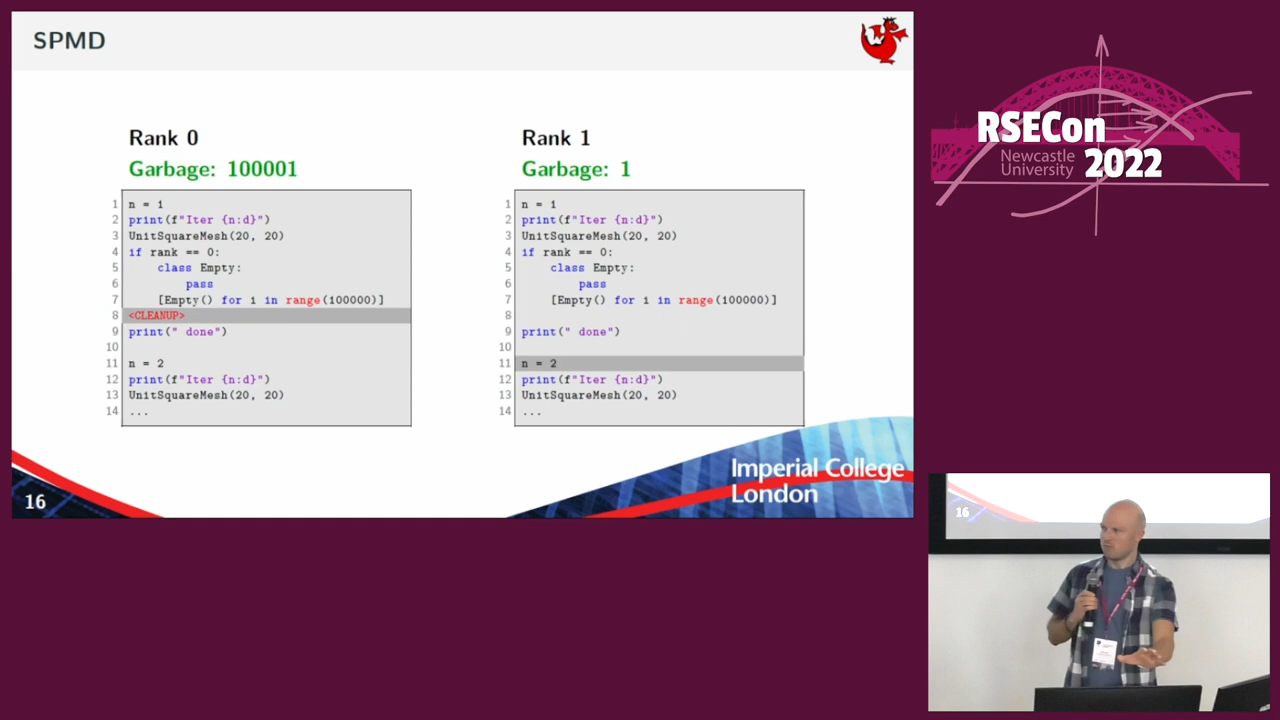 SPMD
Rank 0
Garbage: 100001
1 n = 1
2 print(f"Iter {n:d}")
3 UnitSquareMesh(20, 20)
4 if rank == 0:
5 class Empty:
6 pass
7 [Empty() for i in range(100000)]
8 <CLEANUP>
9 print(" done")
10
11 n = 2
12 print(f"Iter {n:d}")
13 UnitSquareMesh(20, 20)
14 ...
Rank 1
Garbage: 1
1 n = 1
2 print(f"Iter {n:d}")
3 UnitSquareMesh(20, 20)
4 if rank == 0:
5 class Empty:
6 pass
7 [Empty() for i in range(100000)]
8
9 print(" done")
10
11 n = 2
12 print(f"Iter {n:d}")
13 UnitSquareMesh(20, 20)
14 ...
16
Imperial College
London
RSECon
Newcastle
University
2022
16